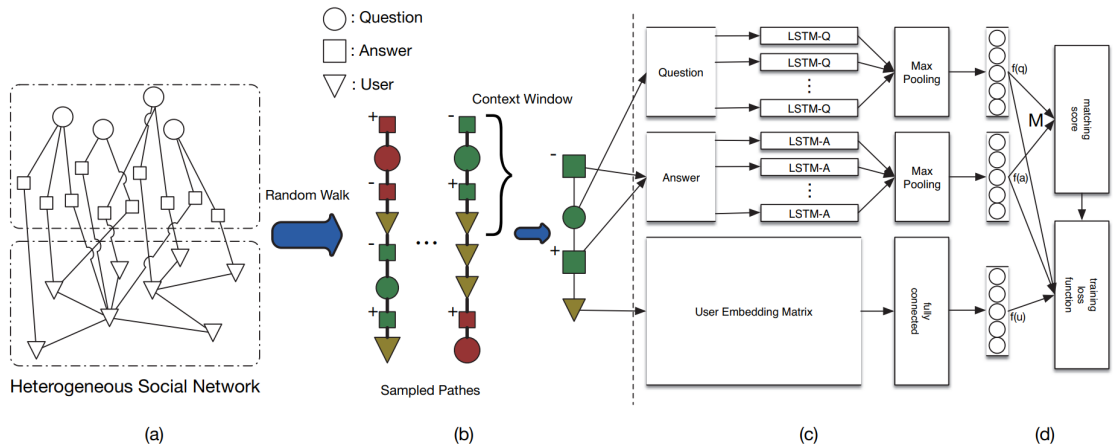 : Question
: Answer
: User
Heterogeneous Social Network
(a)
Random Walk
Context Window
+
-
-
+
-
+
-
+
...
+
Sampled Pathes
(b)
-
+
Question
LSTM-Q
LSTM-Q
⋮
LSTM-Q
Max
Pooling
Answer
LSTM-A
LSTM-A
⋮
LSTM-A
Max
Pooling
User Embedding Matrix
fully
connected
(c)
f(q)
f(a)
f(u)
M
matching
score
training
loss
function
(d)